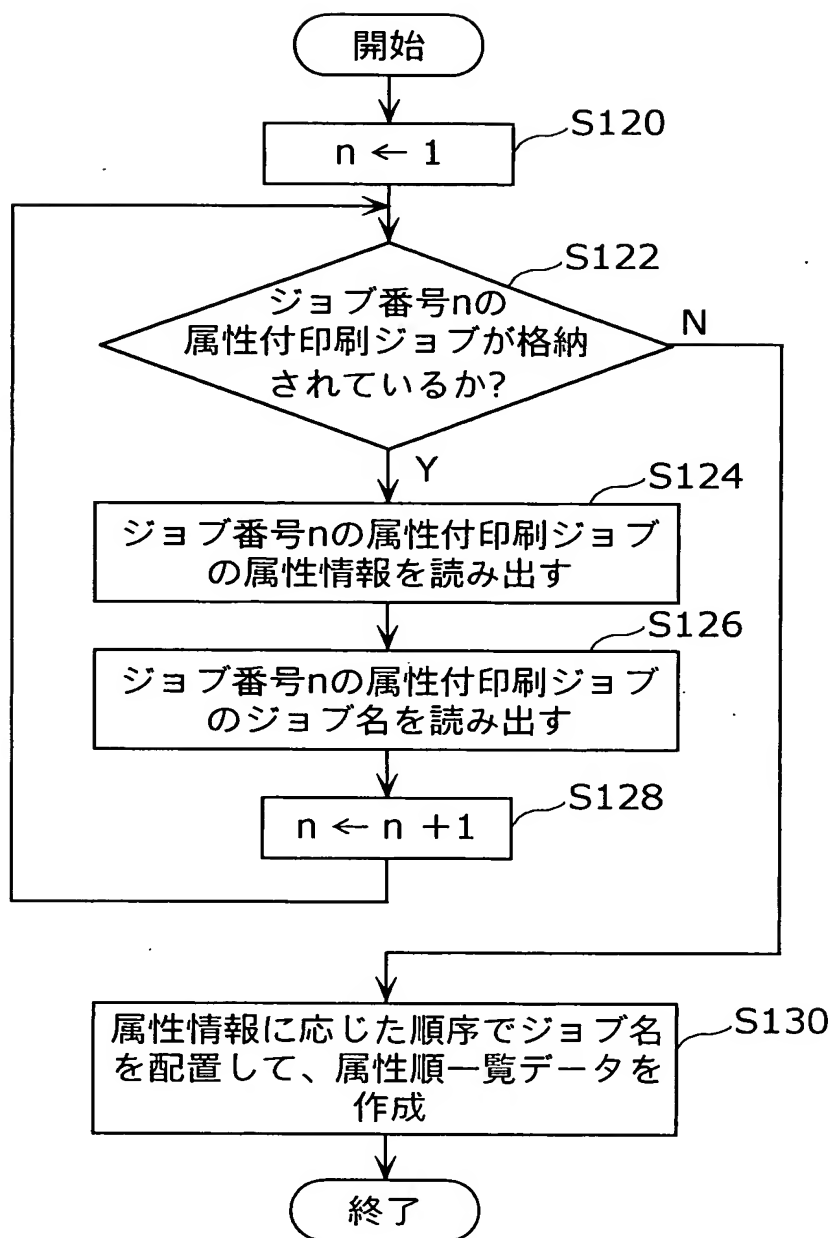 開始
S120
n ← 1
S122
ジョブ番号nの
属性付印刷ジョブが格納
されているか?
N
Y
S124
ジョブ番号nの属性付印刷ジョブ
の属性情報を読み出す
S126
ジョブ番号nの属性付印刷ジョブ
のジョブ名を読み出す
S128
n ← n +1
S130
属性情報に応じた順序でジョブ名
を配置して、属性順一覧データを
作成
終了